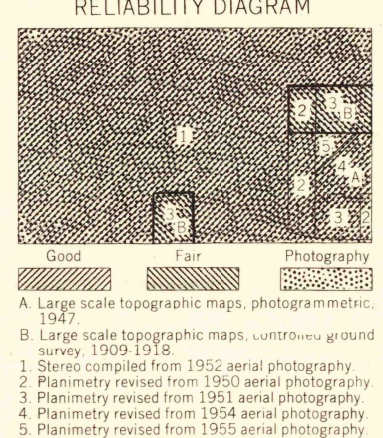 RELIABILITY DIAGRAM
2 3
B
1 5
4
A
2
3
B 3 2
Good Fair Photography
A. Large scale topographic maps, photogrammetric,
1947.
B. Large scale topographic maps, controlled ground
survey, 1909-1918.
1. Stereo compiled from 1952 aerial photography.
2. Planimetry revised from 1950 aerial photography.
3. Planimetry revised from 1951 aerial photography.
4. Planimetry revised from 1954 aerial photography.
5. Planimetry revised from 1955 aerial photography.